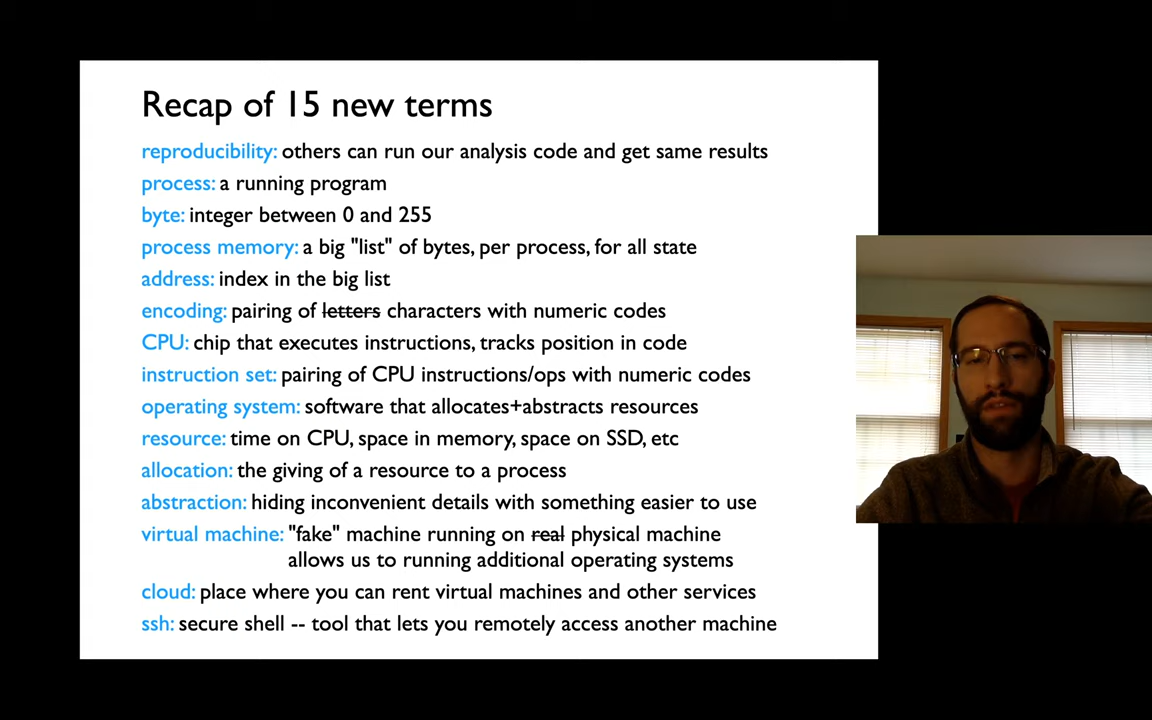 Recap of 15 new terms
reproducibility: others can run our analysis code and get same results
process: a running program
byte: integer between 0 and 255
process memory: a big "list" of bytes, per process, for all state
address: index in the big list
encoding: pairing of letters characters with numeric codes
CPU: chip that executes instructions, tracks position in code
instruction set: pairing of CPU instructions/ops with numeric codes
operating system: software that allocates+abstracts resources
resource: time on CPU, space in memory, space on SSD, etc
allocation: the giving of a resource to a process
abstraction: hiding inconvenient details with something easier to use
virtual machine: "fake" machine running on real physical machine
allows us to running additional operating systems
cloud: place where you can rent virtual machines and other services
ssh: secure shell -- tool that lets you remotely access another machine